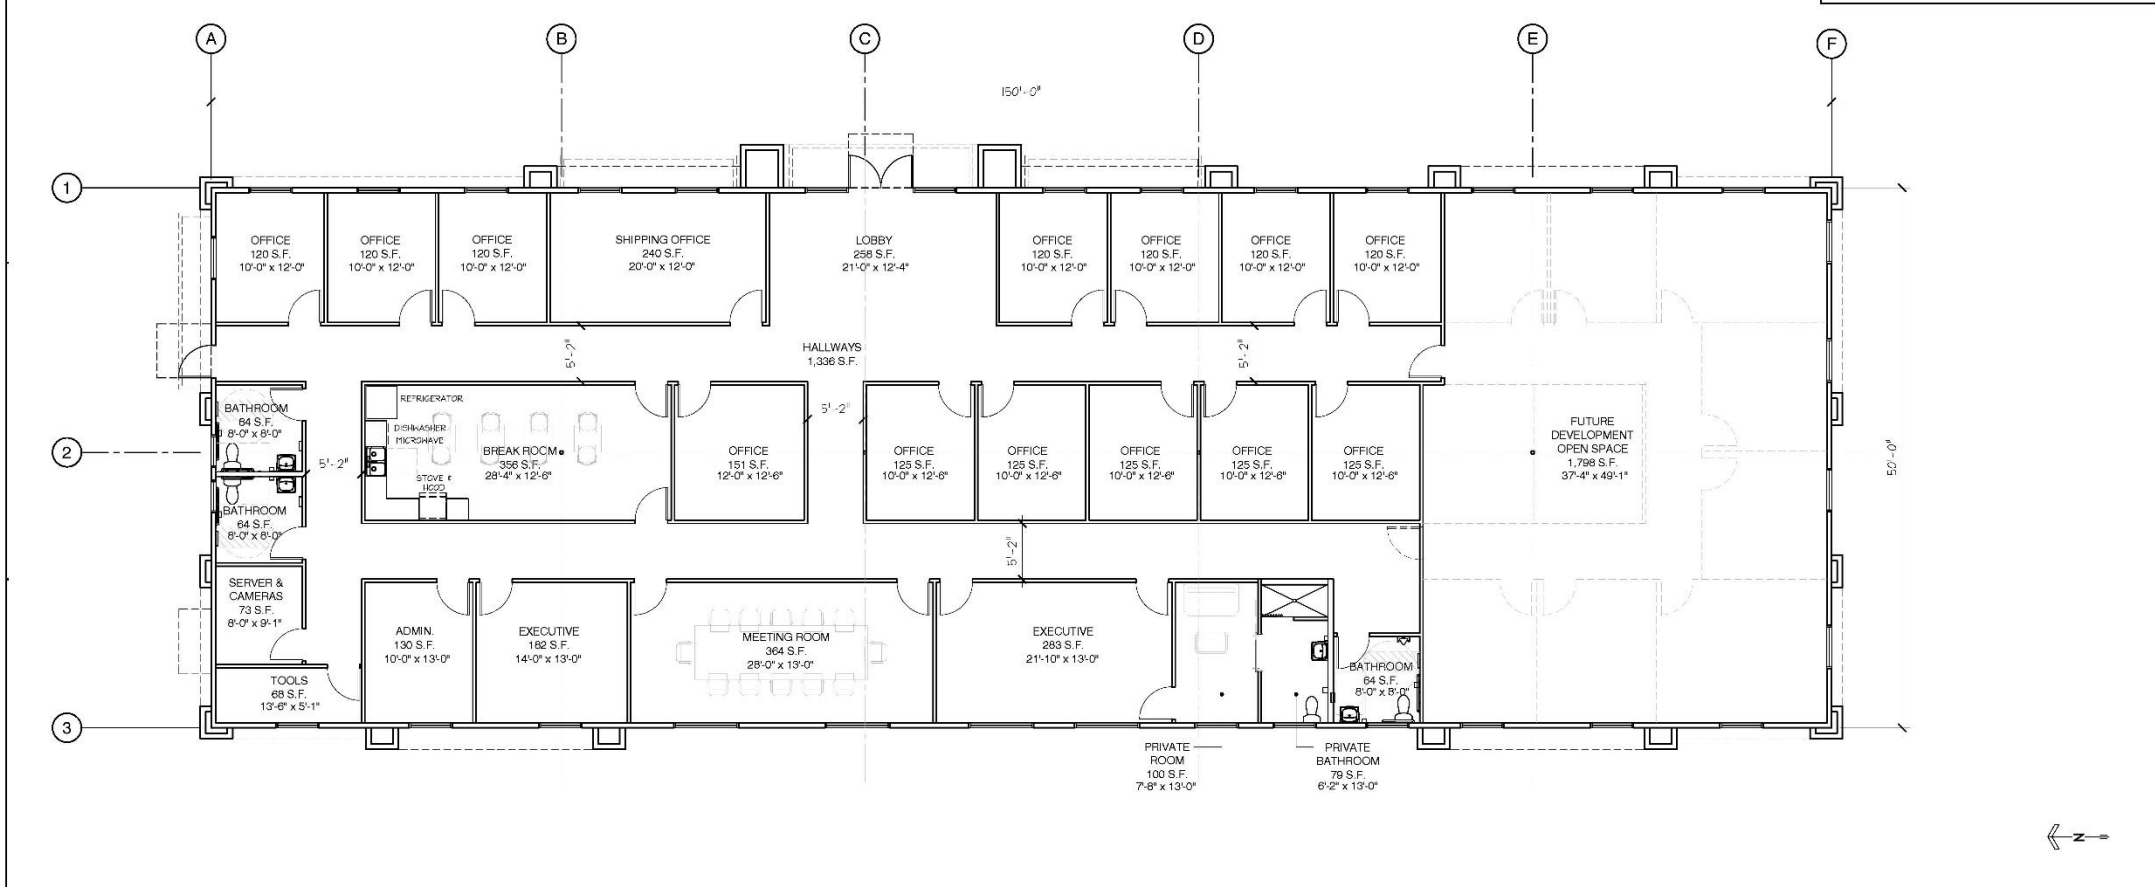 A
B
C
D
E
F
150'-0"
1
2
3
OFFICE
120 S.F.
10'-0" x 12'-0"
OFFICE
120 S.F.
10'-0" x 12'-0"
OFFICE
120 S.F.
10'-0" x 12'-0"
SHIPPING OFFICE
240 S.F.
20'-0" x 12'-0"
LOBBY
258 S.F.
21'-0" x 12'-4"
OFFICE
120 S.F.
10'-0" x 12'-0"
OFFICE
120 S.F.
10'-0" x 12'-0"
OFFICE
120 S.F.
10'-0" x 12'-0"
OFFICE
120 S.F.
10'-0" x 12'-0"
5'-2"
HALLWAYS
1,336 S.F.
5'-2"
BATHROOM
64 S.F.
8'-0" x 8'-0"
5'-2"
BATHROOM
64 S.F.
8'-0" x 8'-0"
REFRIGERATOR
DISHWASHER
MICROWAVE
BREAK ROOM
356 S.F.
28'-4" x 12'-6"
STOVE &
HOOD
OFFICE
151 S.F.
12'-0" x 12'-6"
5'-2"
OFFICE
125 S.F.
10'-0" x 12'-6"
OFFICE
125 S.F.
10'-0" x 12'-6"
OFFICE
125 S.F.
10'-0" x 12'-6"
OFFICE
125 S.F.
10'-0" x 12'-6"
OFFICE
125 S.F.
10'-0" x 12'-6"
FUTURE
DEVELOPMENT
OPEN SPACE
1,798 S.F.
37'-4" x 49'-1"
50'-0"
5'-2"
SERVER &
CAMERAS
73 S.F.
8'-0" x 9'-1"
TOOLS
68 S.F.
13'-6" x 5'-1"
ADMIN.
130 S.F.
10'-0" x 13'-0"
EXECUTIVE
182 S.F.
14'-0" x 13'-0"
MEETING ROOM
364 S.F.
28'-0" x 13'-0"
EXECUTIVE
283 S.F.
21'-10" x 13'-0"
BATHROOM
64 S.F.
8'-0" x 8'-0"
PRIVATE
ROOM
100 S.F.
7'-8" x 13'-0"
PRIVATE
BATHROOM
79 S.F.
6'-2" x 13'-0"
N